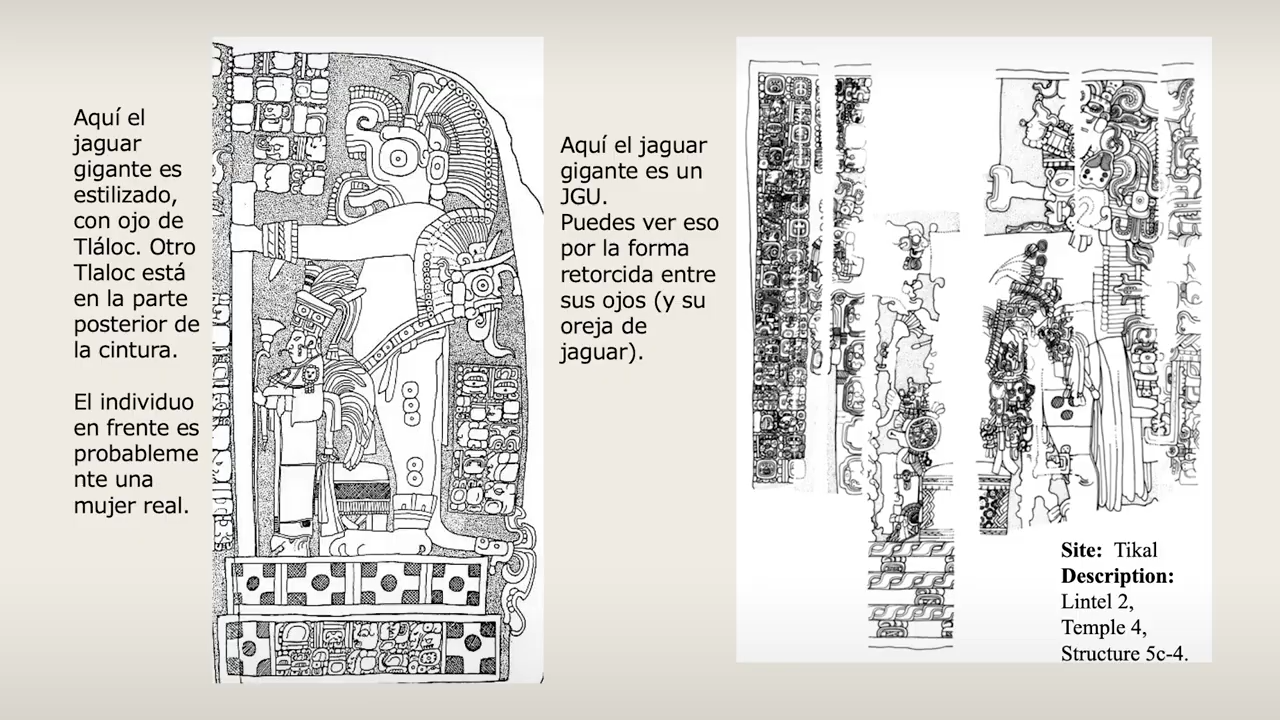 Aquí el
jaguar
gigante es
estilizado,
con ojo de
Tláloc. Otro
Tlaloc está
en la parte
posterior de
la cintura.
El individuo
en frente es
probableme
nte una
mujer real.
Aquí el jaguar
gigante es un
JGU.
Puedes ver eso
por la forma
retorcida entre
sus ojos (y su
oreja de
jaguar).
Site: Tikal
Description:
Lintel 2,
Temple 4,
Structure 5c-4.